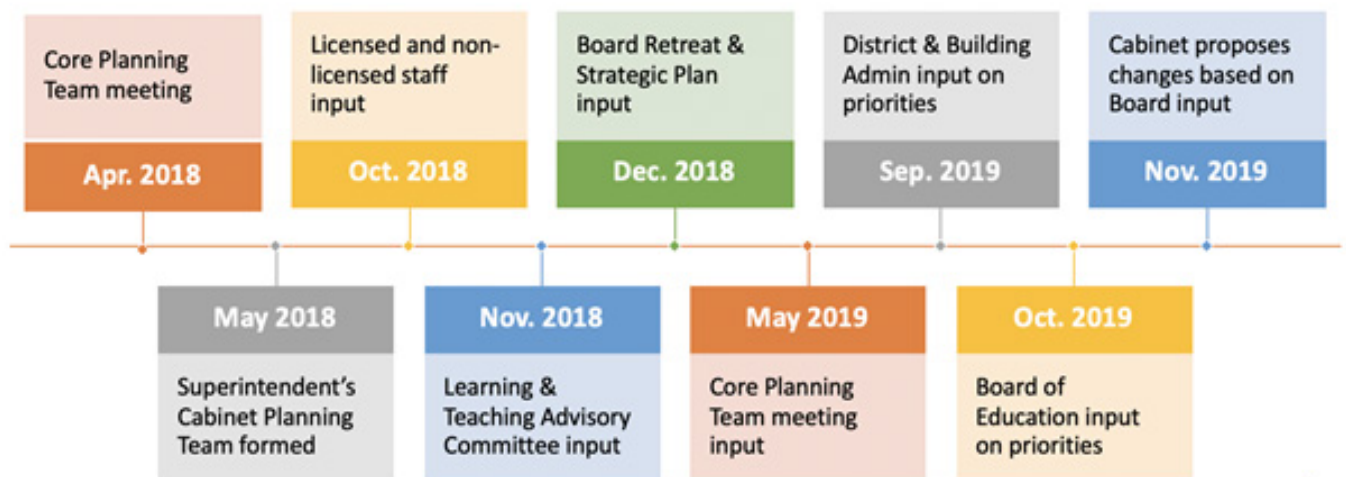 Core Planning
Team meeting
Apr. 2018
May 2018
Superintendent's
Cabinet Planning
Team formed
Licensed and non-
licensed staff
input
Oct. 2018
Nov. 2018
Learning &
Teaching Advisory
Committee input
Board Retreat &
Strategic Plan
input
Dec. 2018
May 2019
Core Planning
Team meeting
input
District & Building
Admin input on
priorities
Sep. 2019
Oct. 2019
Board of
Education input
on priorities
Cabinet proposes
changes based on
Board input
Nov. 2019